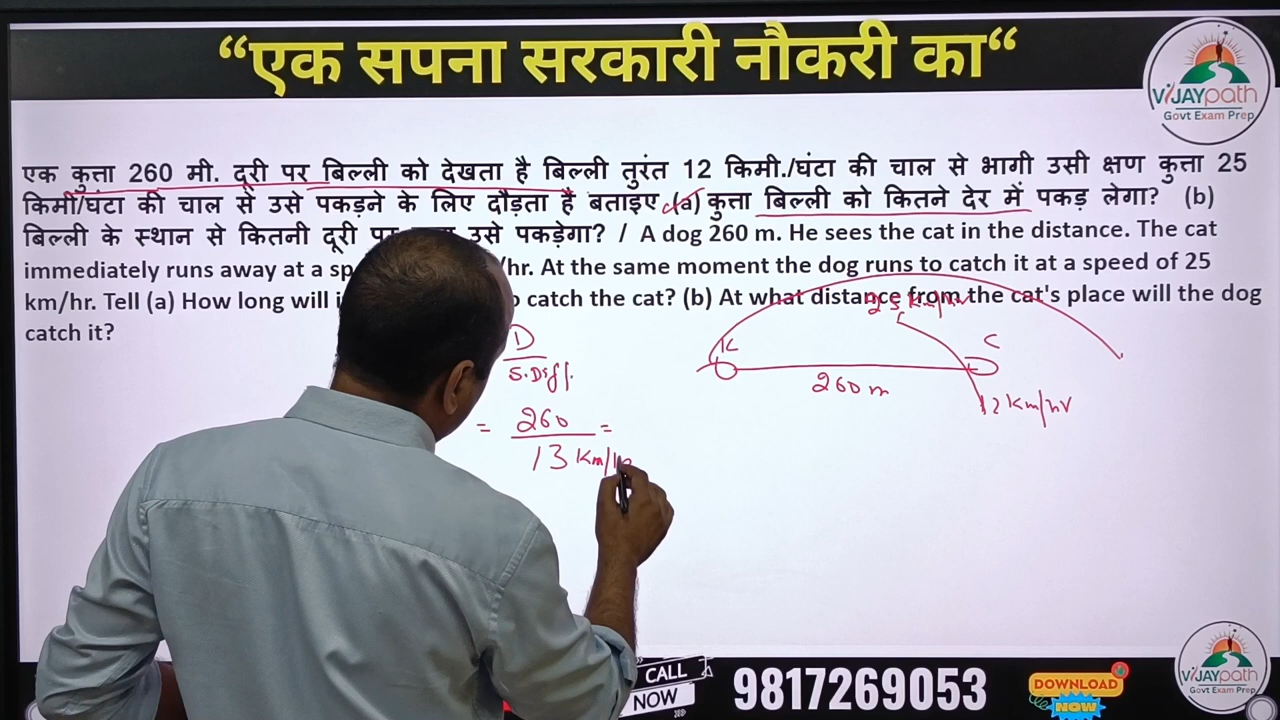 “एक सपना सरकारी नौकरी का“
VIJAYpath
Govt Exam Prep
एक कुत्ता 260 मी. दूरी पर बिल्ली को देखता है बिल्ली तुरंत 12 किमी./घंटा की चाल से भागी उसी क्षण कुत्ता 25
किमी/घंटा की चाल से उसे पकड़ने के लिए दौड़ता है बताइए (a) कुत्ता बिल्ली को कितने देर में पकड़ लेगा? (b)
बिल्ली के स्थान से कितनी दूरी उसे पकड़ेगा? / A dog 260 m. He sees the cat in the distance. The cat
immediately runs away at a /hr. At the same moment the dog runs to catch it at a speed of 25
km/hr. Tell (a) How long will to catch the cat? (b) At what distance from the cat's place will the dog
catch it?
25 km/hr
D
S.Diff.
K
C
260 m
12 km/hr
= 260 =
13 km/
CALL
NOW
9817269053
DOWNLOAD
NOW
VIJAYpath
Govt Exam Prep